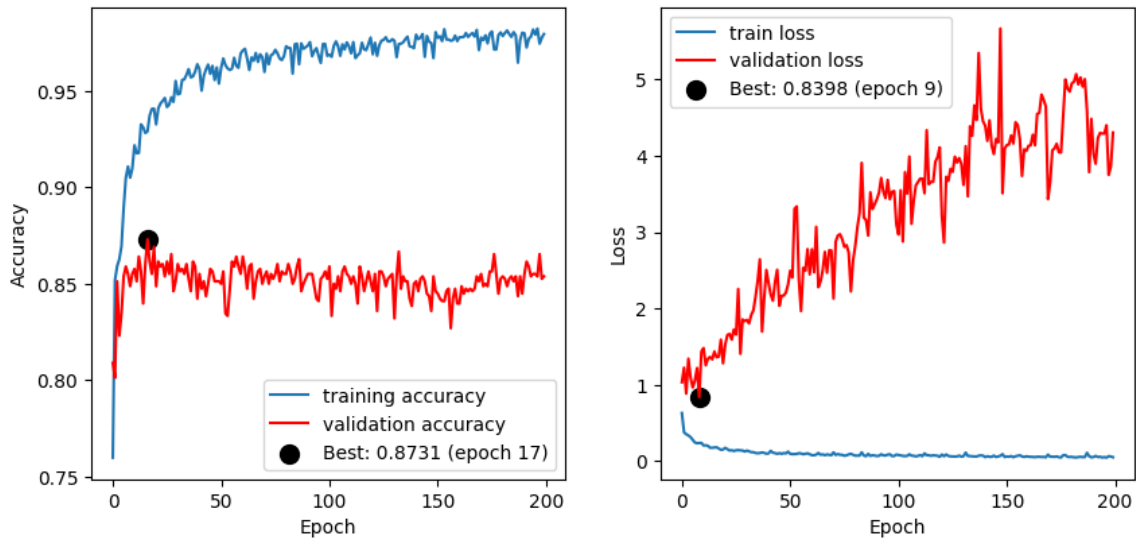 0.95
0.90
0.85
0.80
0.75
Accuracy
0 50 100 150 200
Epoch
training accuracy
validation accuracy
Best: 0.8731 (epoch 17)
5
4
3
2
1
0
Loss
0 50 100 150 200
Epoch
train loss
validation loss
Best: 0.8398 (epoch 9)